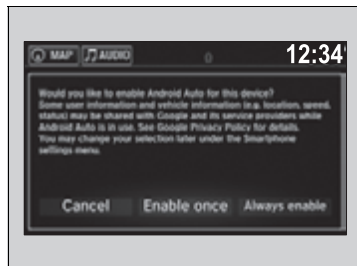 MAP AUDIO 0 12:34
Would you like to enable Android Auto for this device?
Some user information and vehicle information (e.g. location, speed,
status) may be shared with Google and its service providers while
Android Auto is in use. See Google Privacy Policy for details.
You may change your selection later under the Smartphone
settings menu.
Cancel Enable once Always enable